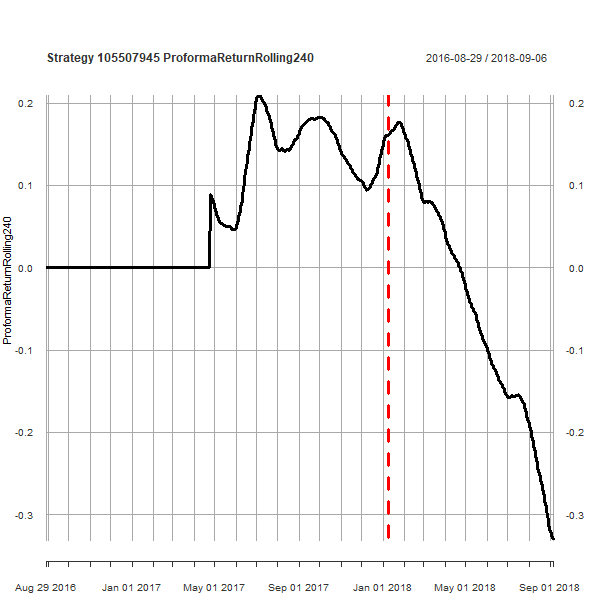 Strategy 105507945 ProformaReturnRolling240
2016-08-29 / 2018-09-06
ProformaReturnRolling240
0.2 0.2
0.1 0.1
0.0 0.0
-0.1 -0.1
-0.2 -0.2
-0.3 -0.3
Aug 29 2016 Jan 01 2017 May 01 2017 Sep 01 2017 Jan 01 2018 May 01 2018 Sep 01 2018